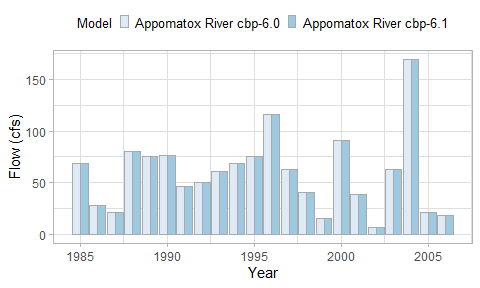 Model Appomatox River cbp-6.0 Appomatox River cbp-6.1
150
100
50
0
Flow (cfs)
1985 1990 1995 2000 2005
Year